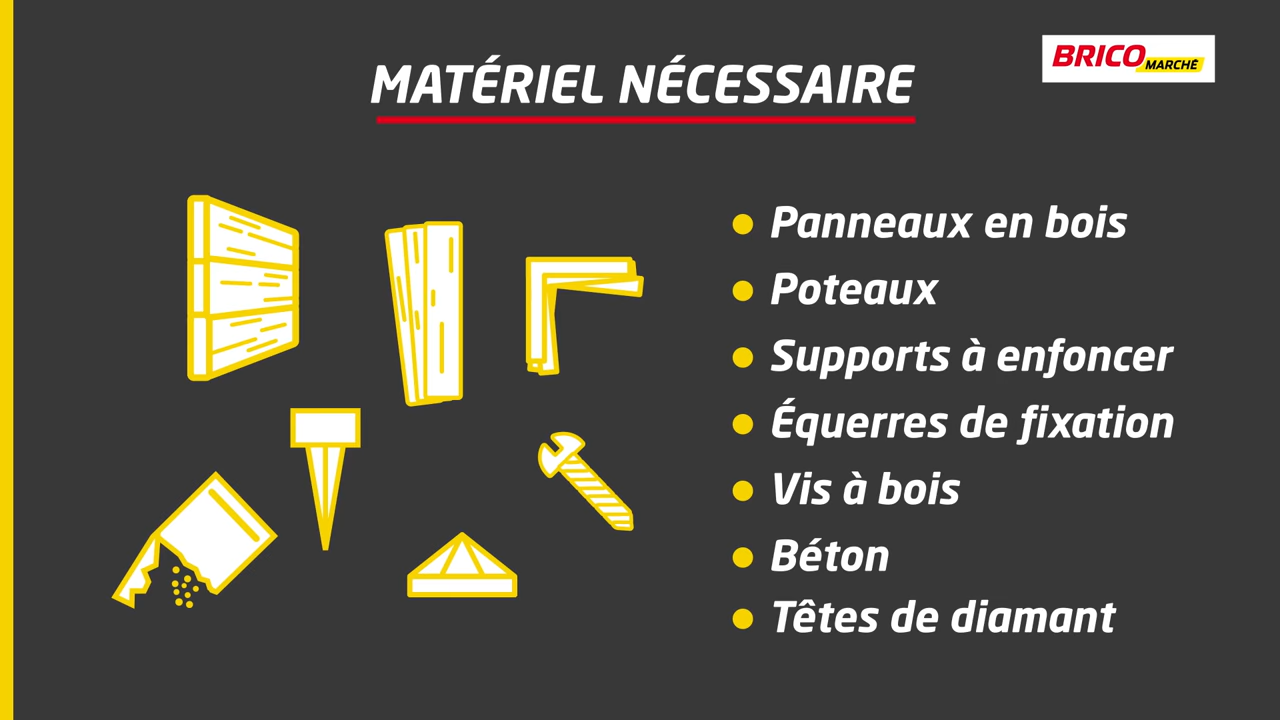 MATÉRIEL NÉCESSAIRE
BRICO MARCHÉ
Panneaux en bois
Poteaux
Supports à enfoncer
Équerres de fixation
Vis à bois
Béton
Têtes de diamant